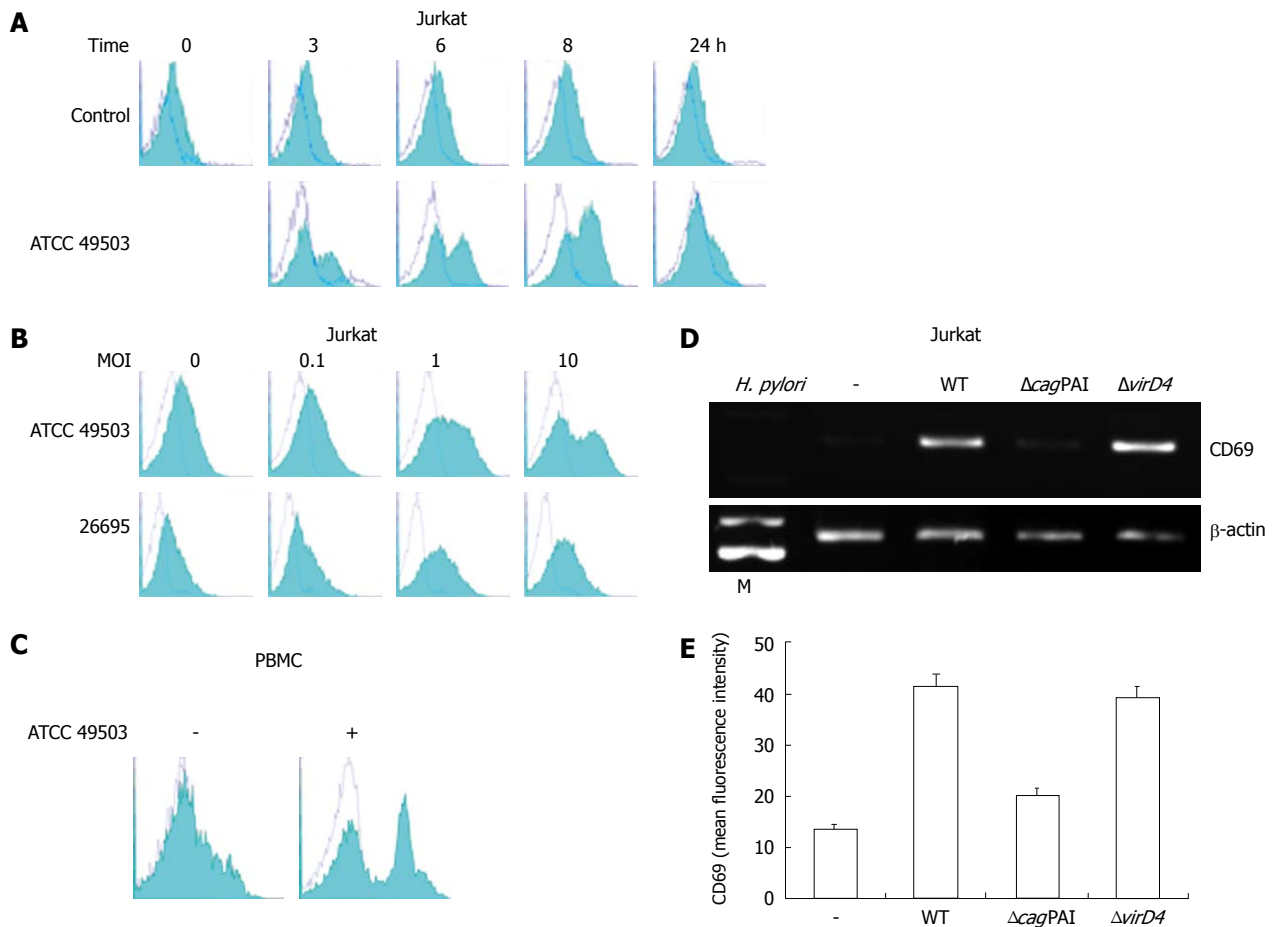 A
Jurkat
Time 0 3 6 8 24 h
Control
ATCC 49503
B
Jurkat
MOI 0 0.1 1 10
ATCC 49503
26695
C
PBMC
ATCC 49503 - +
D
Jurkat
H. pylori - WT ΔcagPAI ΔvirD4
CD69
β-actin
M
E
CD69 (mean fluorescence intensity)
50
40
30
20
10
0
- WT ΔcagPAI ΔvirD4